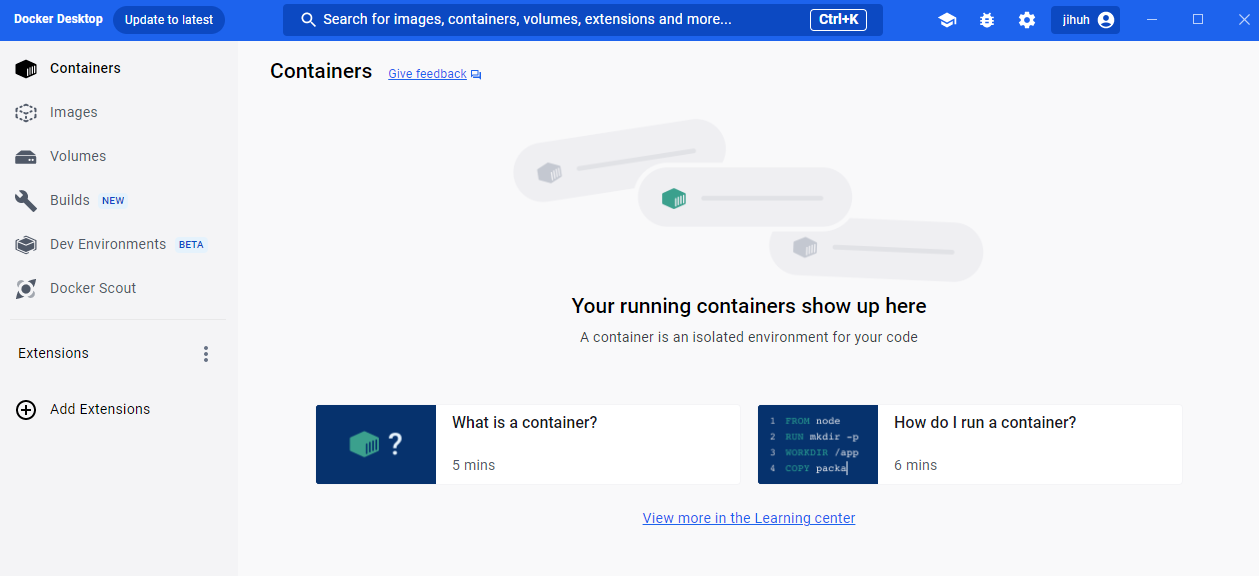 Docker Desktop Update to latest Search for images, containers, volumes, extensions and more... Ctrl+K jihuh
Containers
Images
Volumes
Builds NEW
Dev Environments BETA
Docker Scout
Extensions
Add Extensions
Containers Give feedback
Your running containers show up here
A container is an isolated environment for your code
?
What is a container?
5 mins
1 FROM node
2 RUN mkdir -p
3 WORKDIR /app
4 COPY packa
How do I run a container?
6 mins
View more in the Learning center